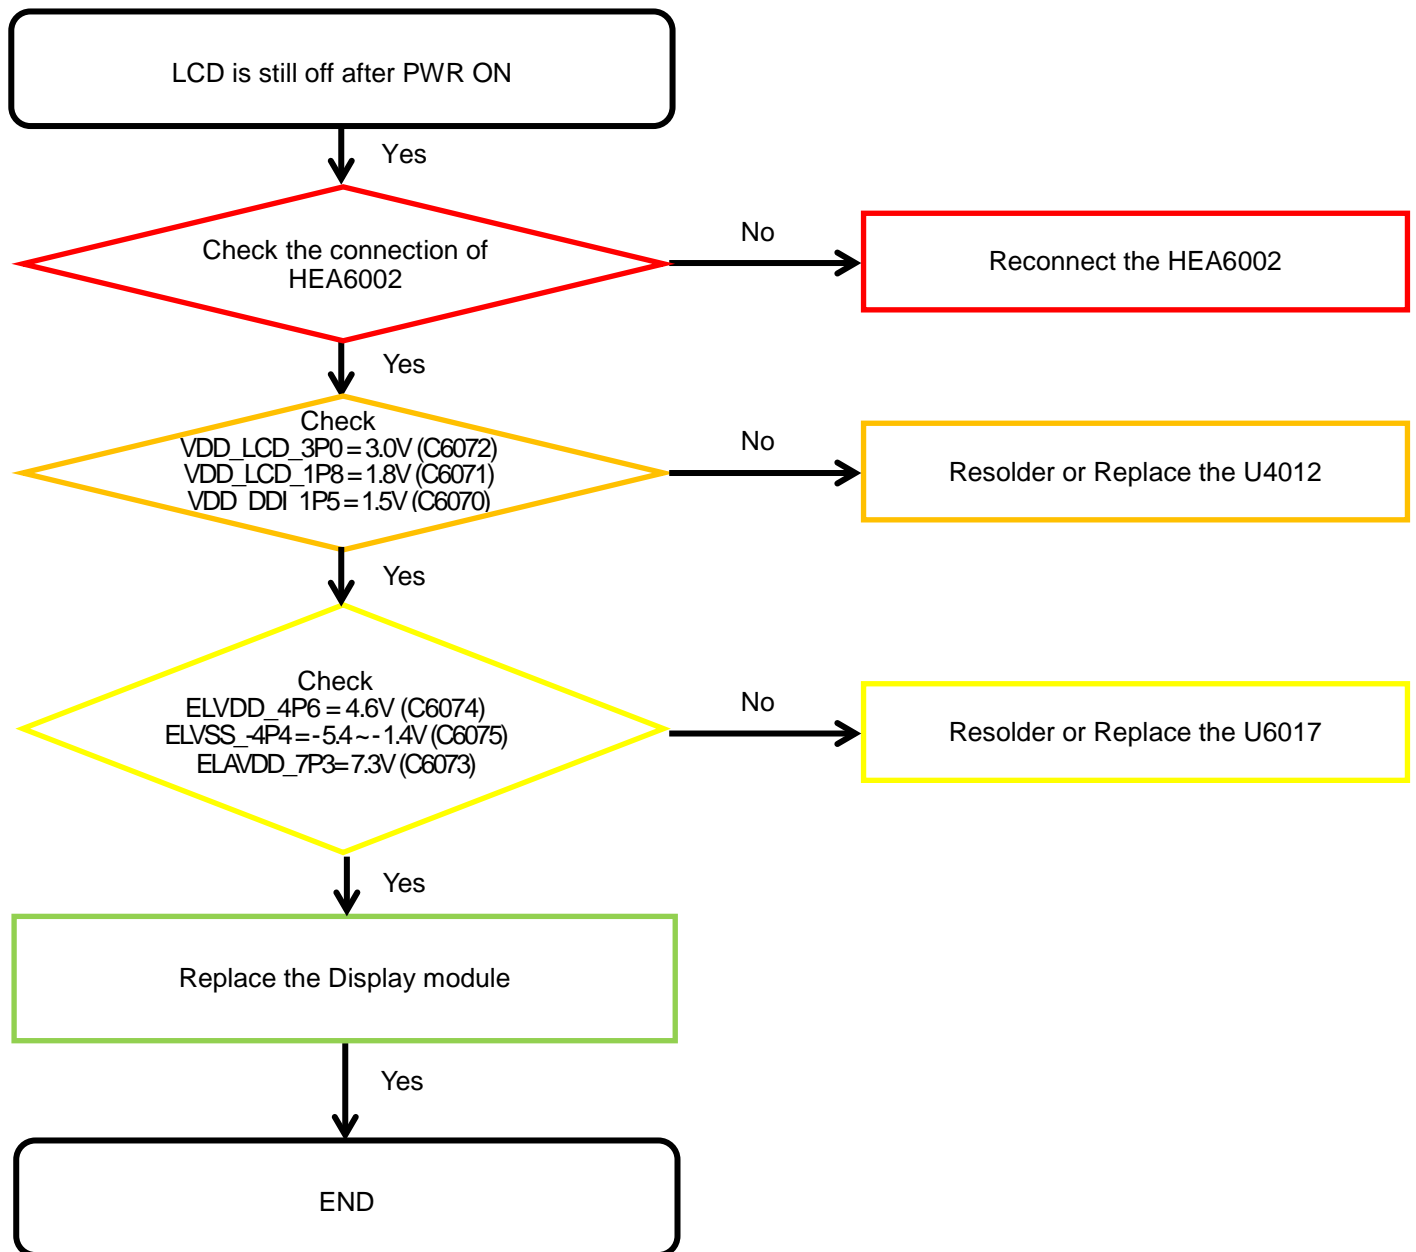 LCD is still off after PWR ON
Yes
Check the connection of
HEA6002
No
Reconnect the HEA6002
Yes
Check
VDD_LCD_3P0 = 3.0V (C6072)
VDD_LCD_1P8 = 1.8V (C6071)
VDD_DDI_1P5 = 1.5V (C6070)
No
Resolder or Replace the U4012
Yes
Check
ELVDD_4P6 = 4.6V (C6074)
ELVSS_-4P4 = -5.4 ~ -1.4V (C6075)
ELAVDD_7P3= 7.3V (C6073)
No
Resolder or Replace the U6017
Yes
Replace the Display module
Yes
END